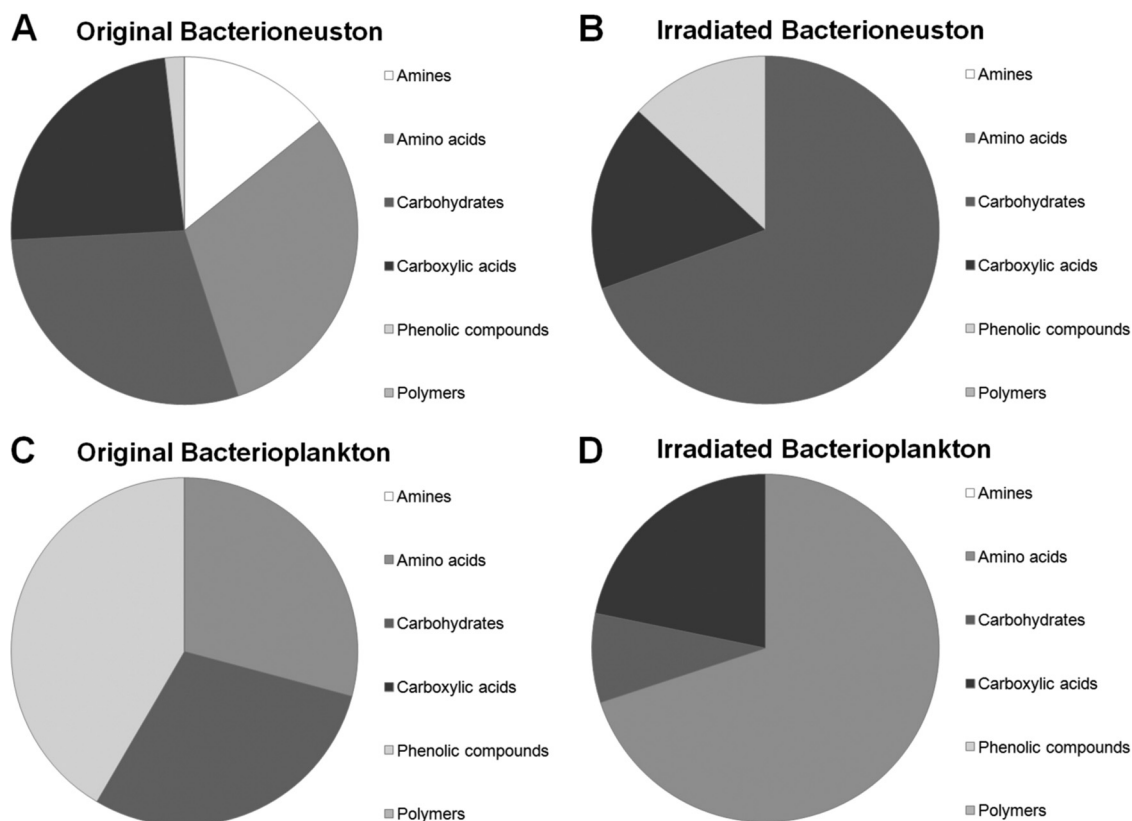 A Original Bacterioneuston
Amines
Amino acids
Carbohydrates
Carboxylic acids
Phenolic compounds
Polymers
B Irradiated Bacterioneuston
Amines
Amino acids
Carbohydrates
Carboxylic acids
Phenolic compounds
Polymers
C Original Bacterioplankton
Amines
Amino acids
Carbohydrates
Carboxylic acids
Phenolic compounds
Polymers
D Irradiated Bacterioplankton
Amines
Amino acids
Carbohydrates
Carboxylic acids
Phenolic compounds
Polymers